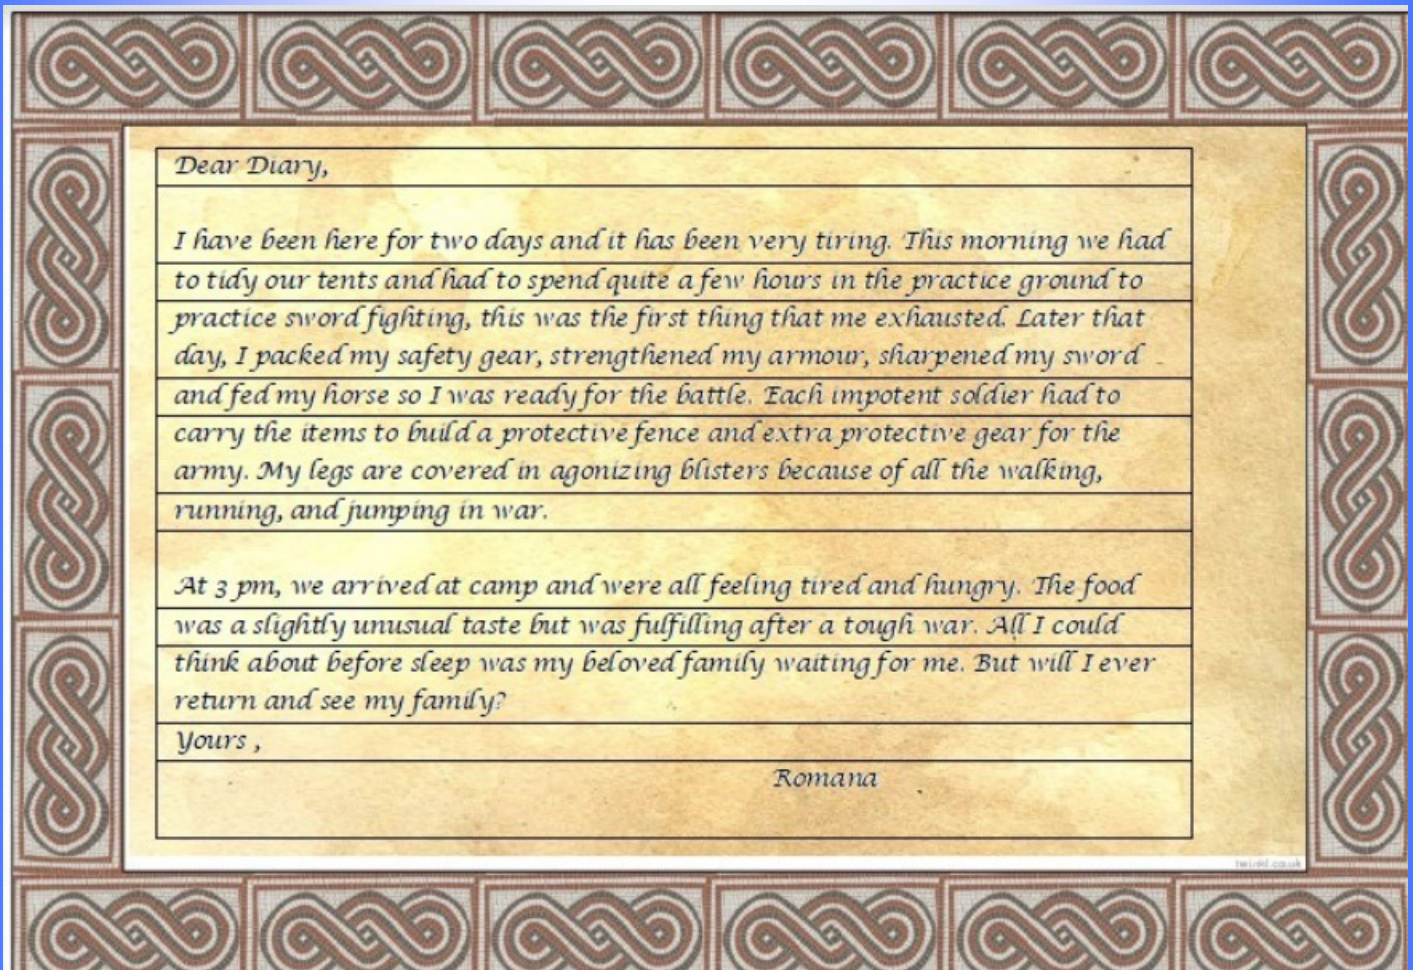 Dear Diary,
I have been here for two days and it has been very tiring. This morning we had
to tidy our tents and had to spend quite a few hours in the practice ground to
practice sword fighting, this was the first thing that me exhausted. Later that
day, I packed my safety gear, strengthened my armour, sharpened my sword
and fed my horse so I was ready for the battle. Each impotent soldier had to
carry the items to build a protective fence and extra protective gear for the
army. My legs are covered in agonizing blisters because of all the walking,
running, and jumping in war.
At 3 pm, we arrived at camp and were all feeling tired and hungry. The food
was a slightly unusual taste but was fulfilling after a tough war. All I could
think about before sleep was my beloved family waiting for me. But will I ever
return and see my family?
Yours ,
Romana
twinkl.co.uk